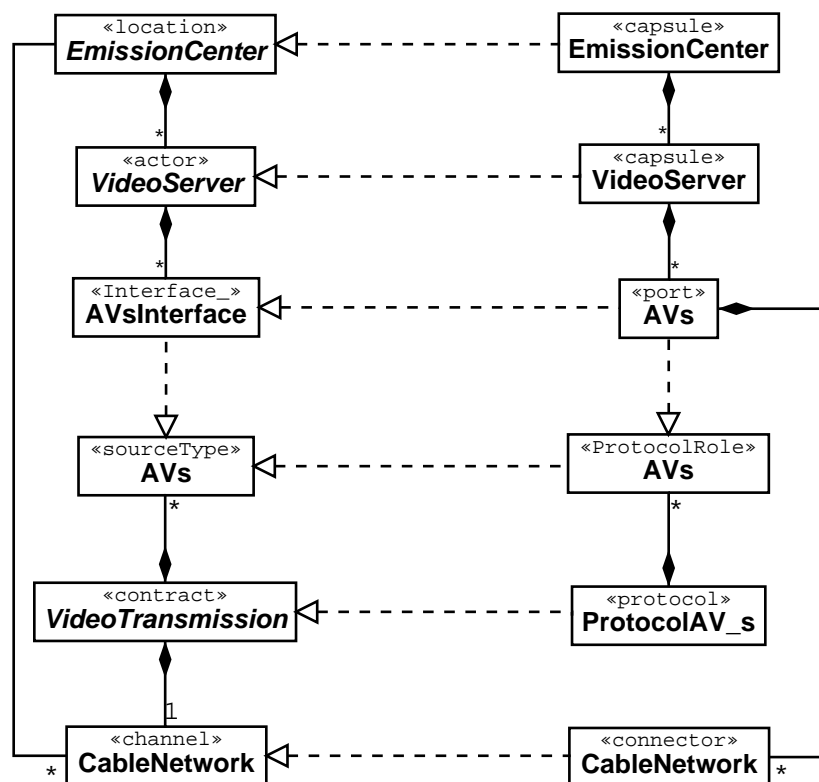 «location»
EmissionCenter
«capsule»
EmissionCenter
*
*
«actor»
VideoServer
«capsule»
VideoServer
*
*
«Interface_»
AVsInterface
«port»
AVs
«sourceType»
AVs
«ProtocolRole»
AVs
*
*
«contract»
VideoTransmission
«protocol»
ProtocolAV_s
1
«channel»
CableNetwork
«connector»
CableNetwork
*
*